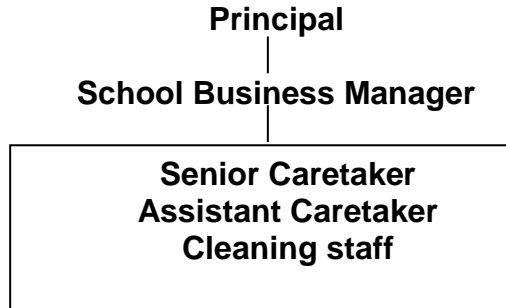 Principal
School Business Manager
Senior Caretaker
Assistant Caretaker
Cleaning staff